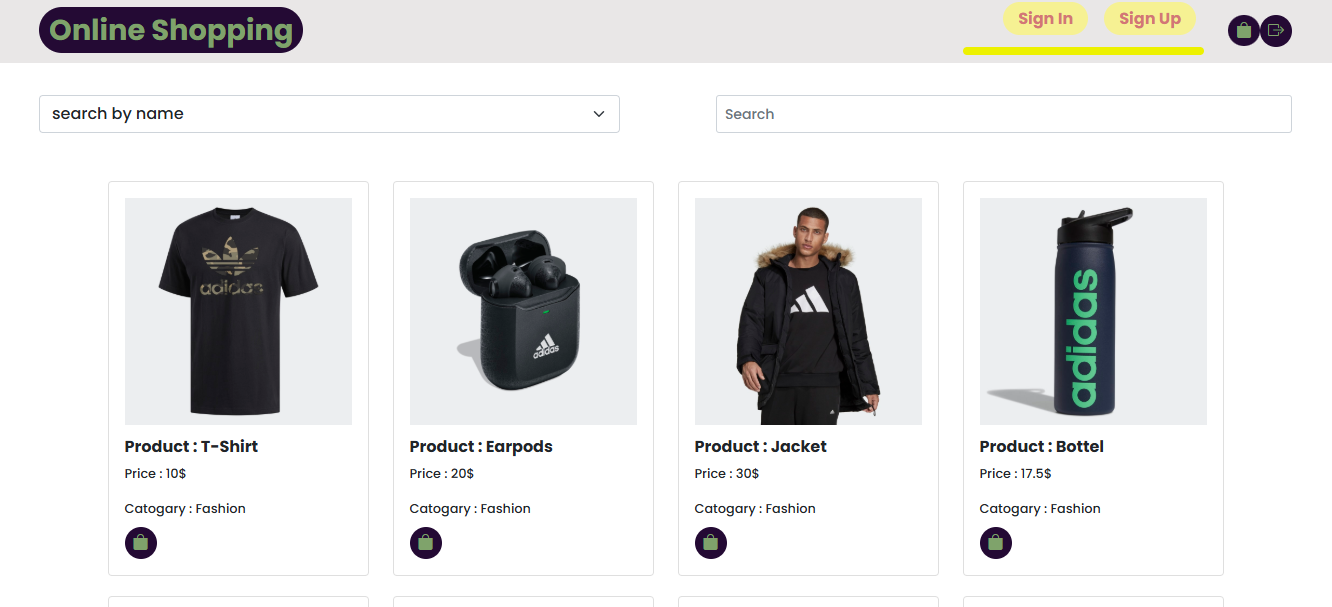 Online Shopping
Sign In
Sign Up
search by name
Search
adidas
adidas
adidas
Product : T-Shirt
Product : Earpods
Product : Jacket
Product : Bottel
Price : 10$
Price : 20$
Price : 30$
Price : 17.5$
Catogary : Fashion
Catogary : Fashion
Catogary : Fashion
Catogary : Fashion